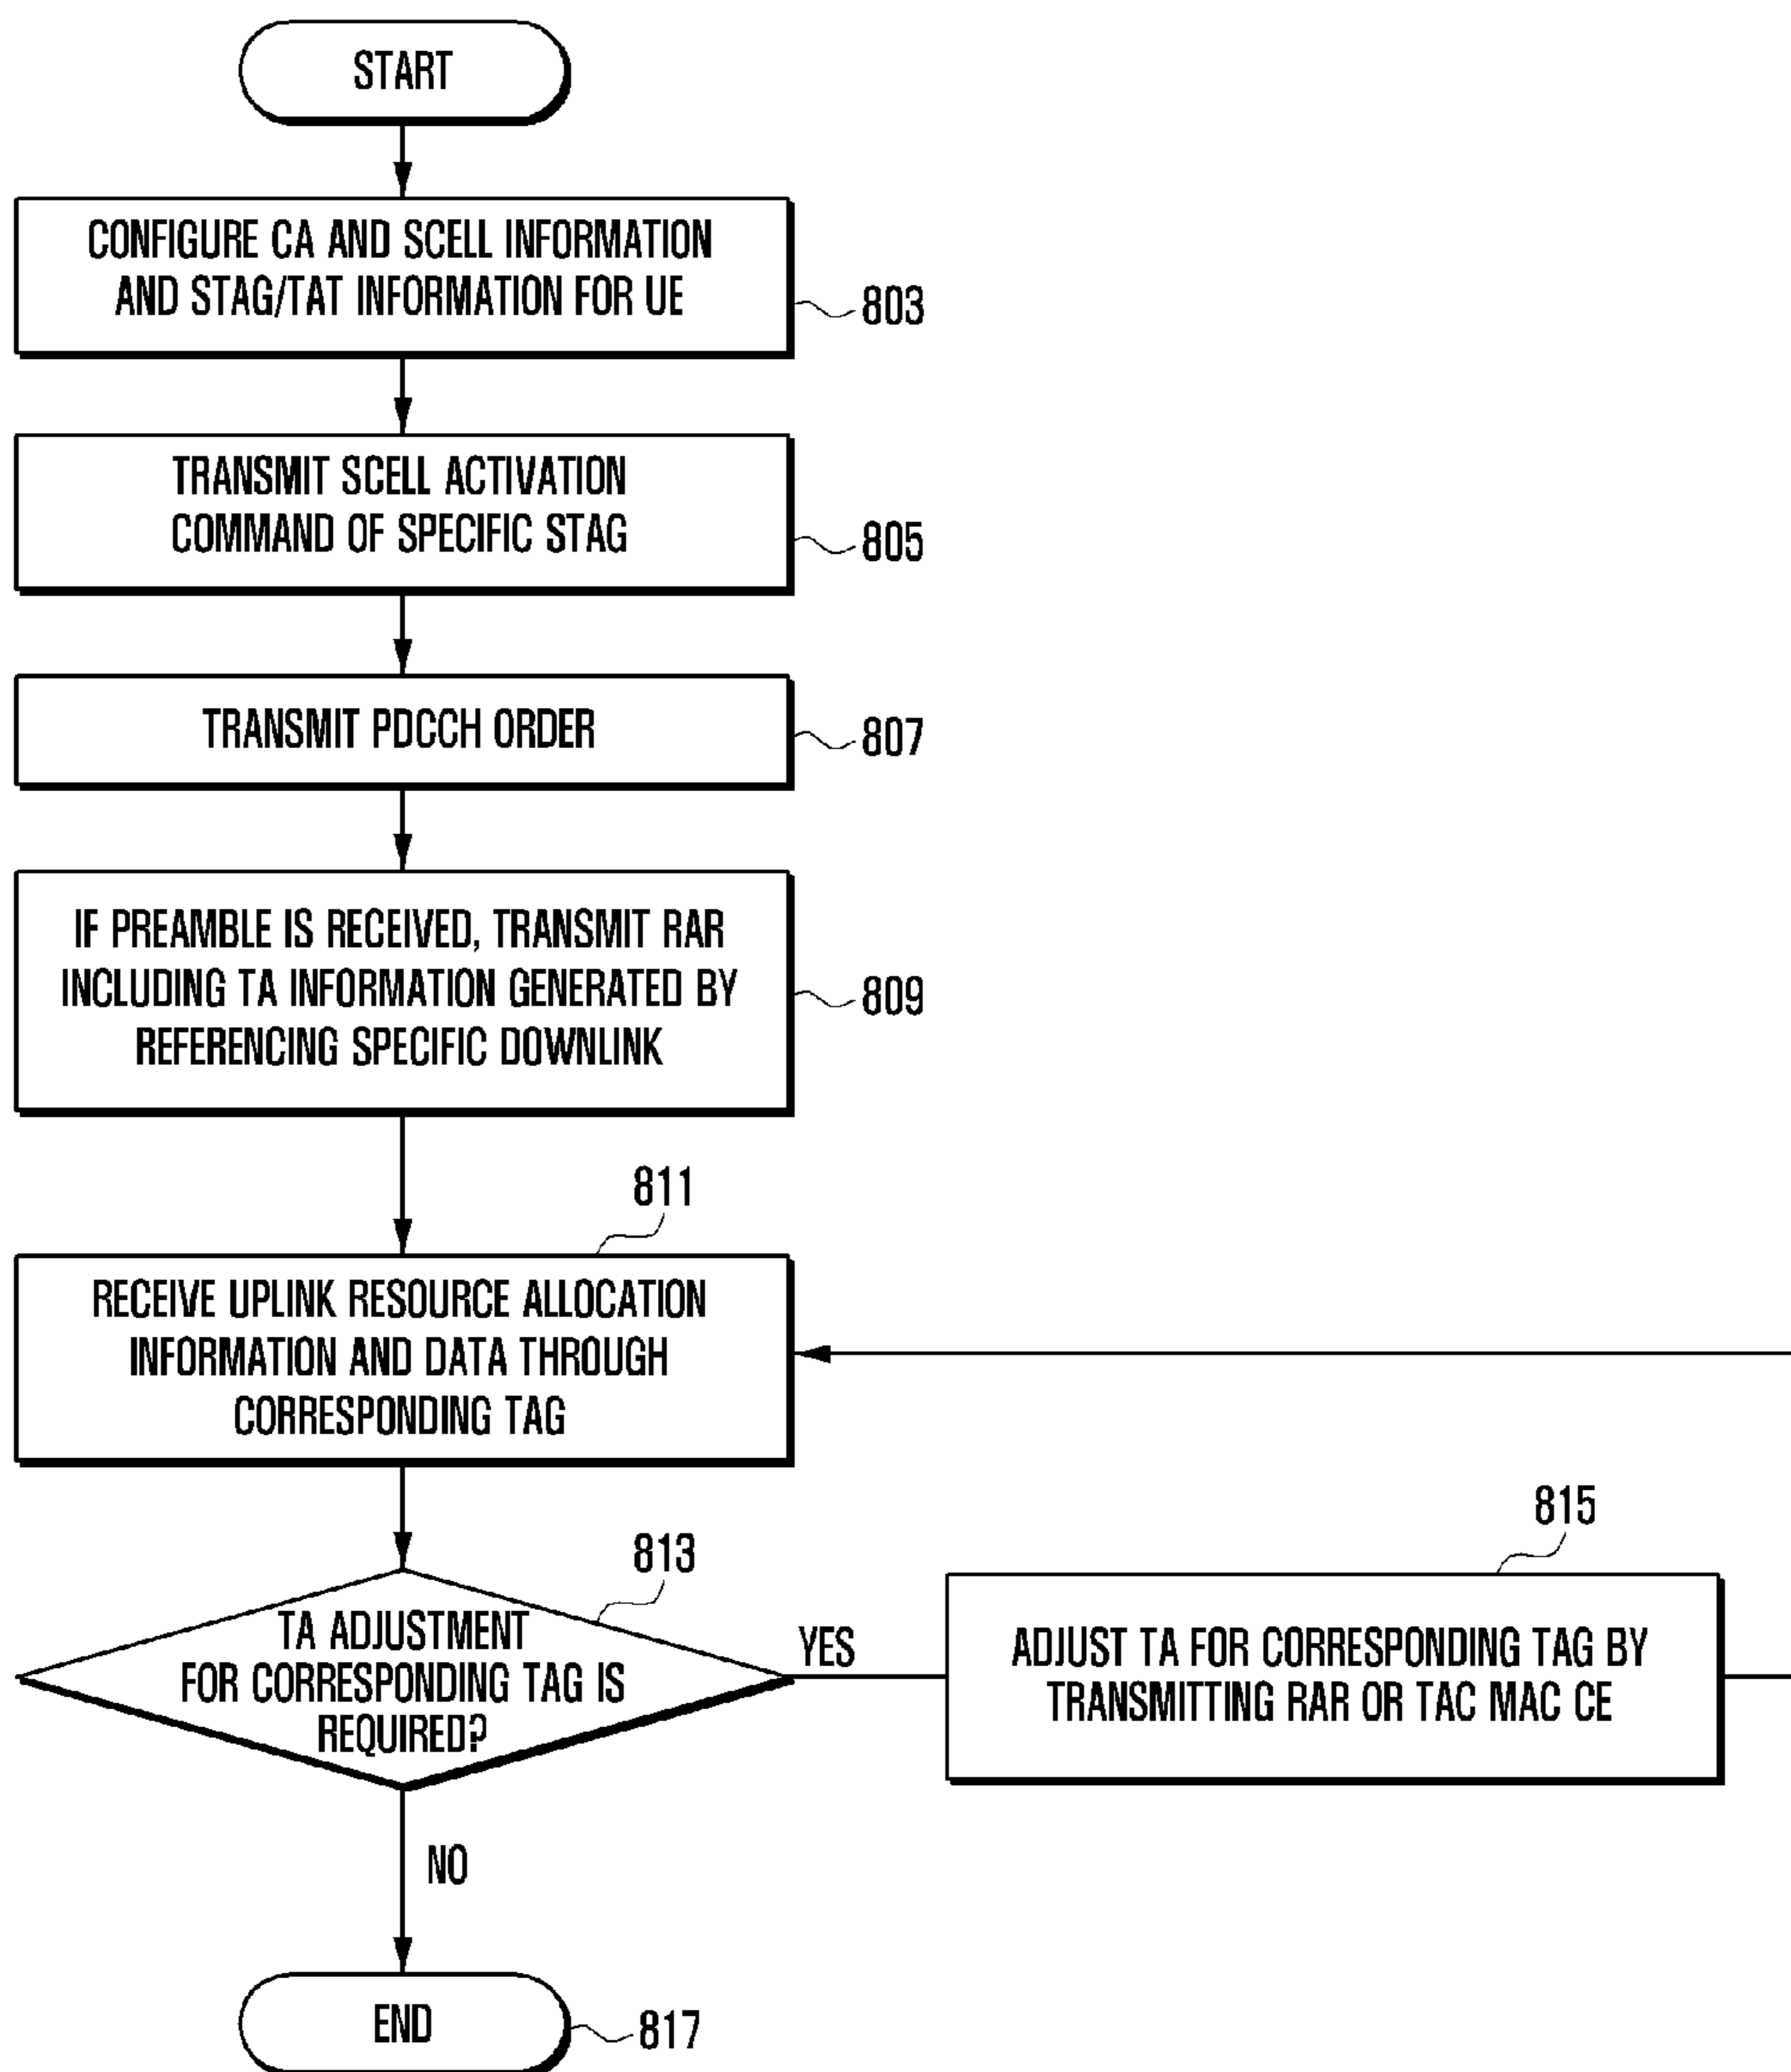 START
CONFIGURE CA AND SCELL INFORMATION
AND STAG/TAT INFORMATION FOR UE
803
TRANSMIT SCELL ACTIVATION
COMMAND OF SPECIFIC STAG
805
TRANSMIT PDCCH ORDER
807
IF PREAMBLE IS RECEIVED, TRANSMIT RAR
INCLUDING TA INFORMATION GENERATED BY
REFERENCING SPECIFIC DOWNLINK
809
811
RECEIVE UPLINK RESOURCE ALLOCATION
INFORMATION AND DATA THROUGH
CORRESPONDING TAG
813
TA ADJUSTMENT
FOR CORRESPONDING TAG IS
REQUIRED?
YES
815
ADJUST TA FOR CORRESPONDING TAG BY
TRANSMITTING RAR OR TAC MAC CE
NO
END
817